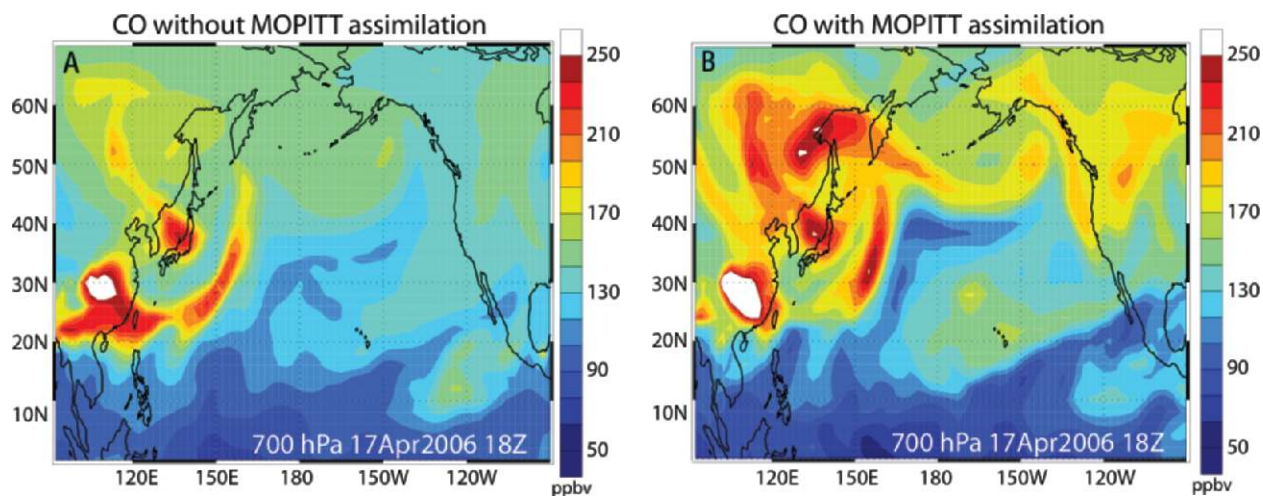 CO without MOPITT assimilation
A
60N
50N
40N
30N
20N
10N
120E 150E 180 150W 120W
700 hPa 17Apr2006 18Z
250
210
170
130
90
50
ppbv
CO with MOPITT assimilation
B
60N
50N
40N
30N
20N
10N
120E 150E 180 150W 120W
700 hPa 17Apr2006 18Z
250
210
170
130
90
50
ppbv